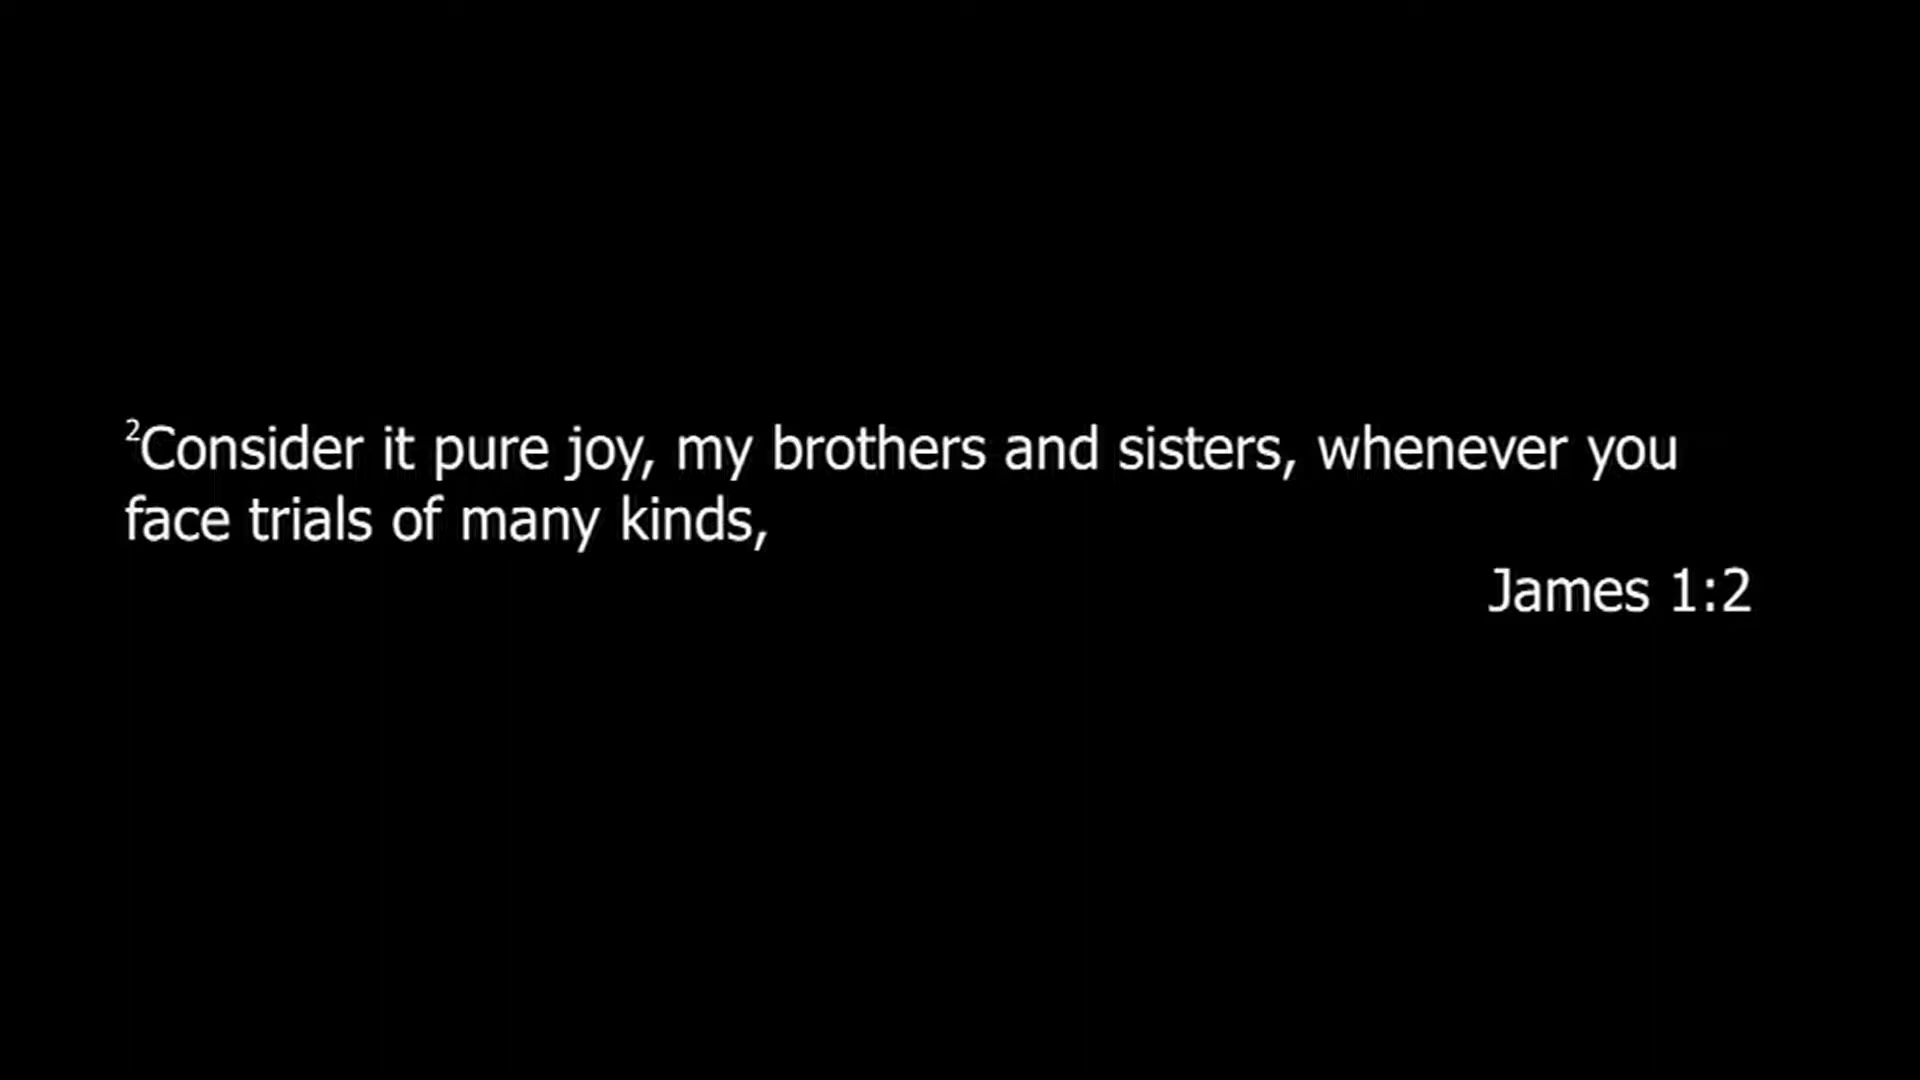 ²Consider it pure joy, my brothers and sisters, whenever you
face trials of many kinds,
James 1:2